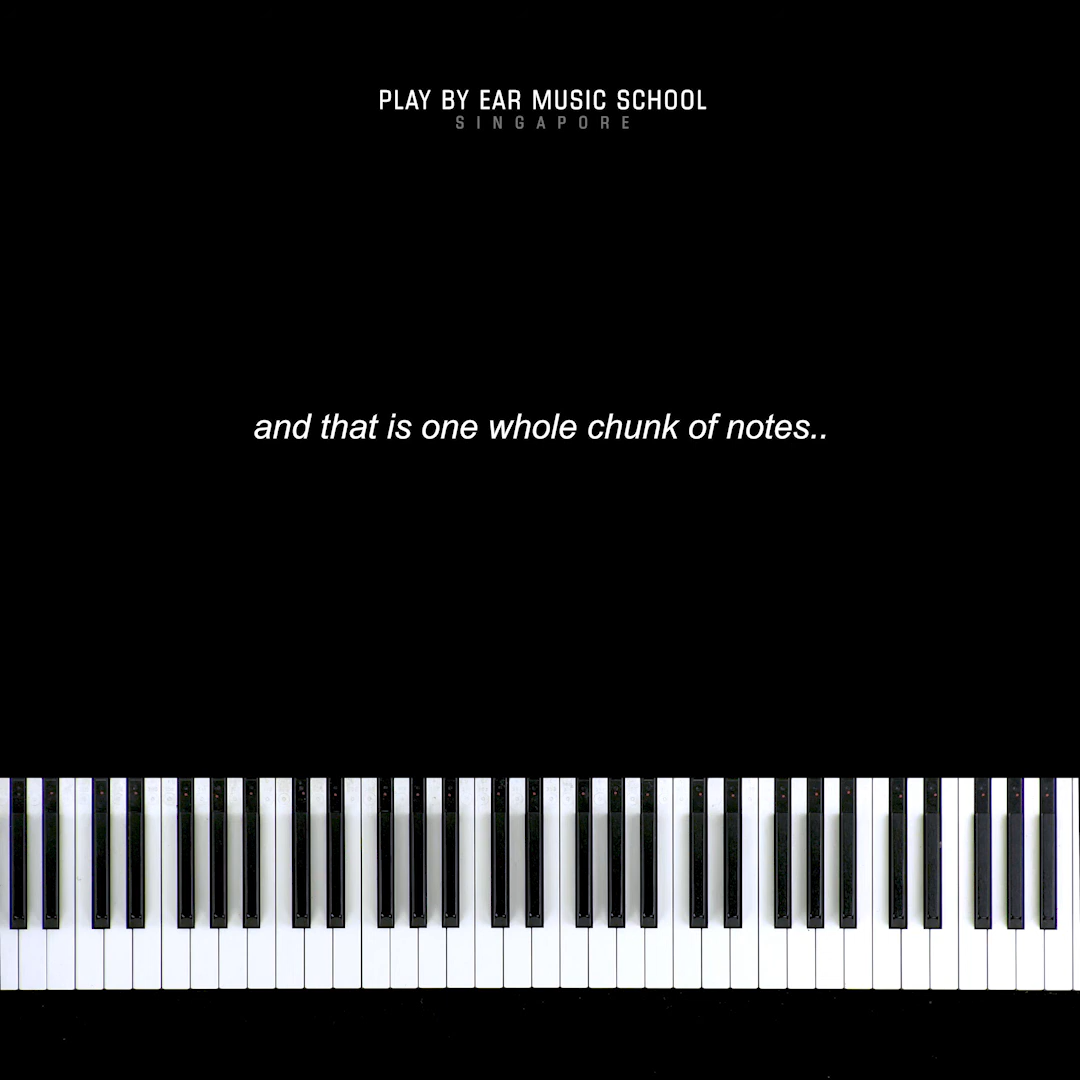 PLAY BY EAR MUSIC SCHOOL
SINGAPORE
and that is one whole chunk of notes..